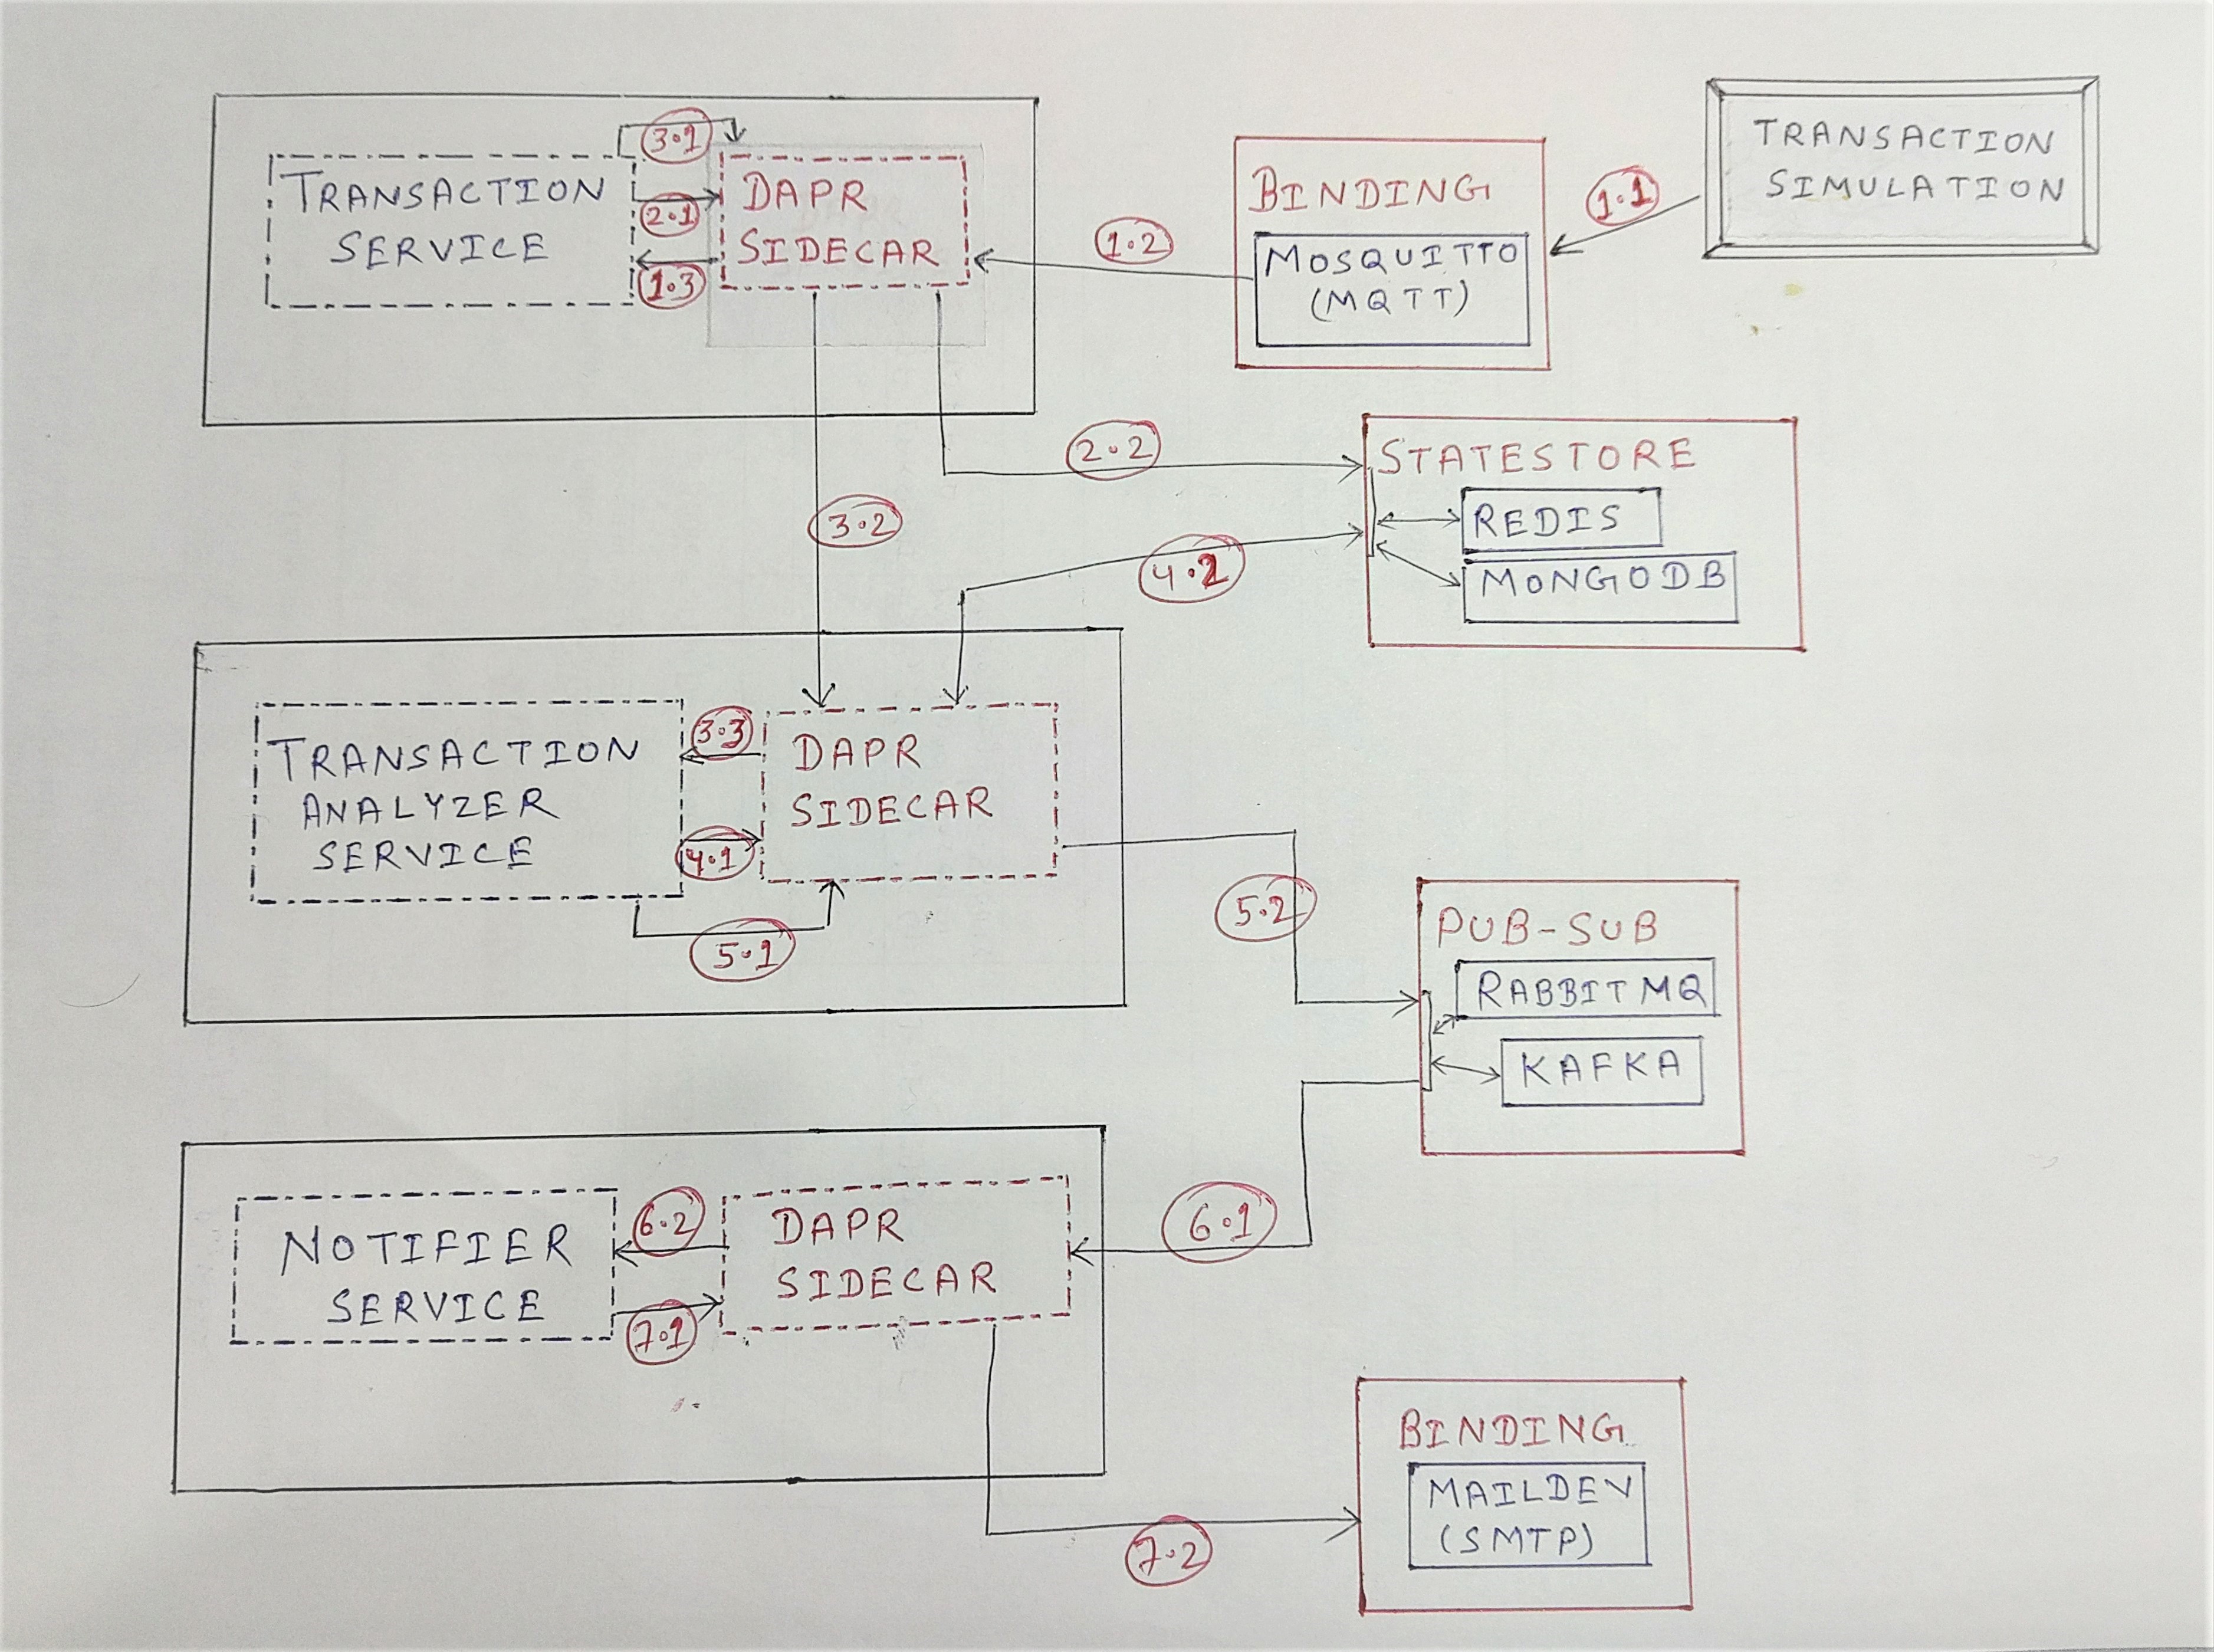 3.1
TRANSACTION
SERVICE
2.1
1.3
DAPR
SIDECAR
1.2
BINDING
MOSQUITTO
(MQTT)
1.1
TRANSACTION
SIMULATION
2.2
3.2
4.2
STATESTORE
REDIS
MONGODB
TRANSACTION
ANALYZER
SERVICE
3.3
4.1
5.1
DAPR
SIDECAR
5.2
PUB-SUB
RABBITMQ
KAFKA
NOTIFIER
SERVICE
6.2
7.1
DAPR
SIDECAR
6.1
7.2
BINDING
MAILDEV
(SMTP)